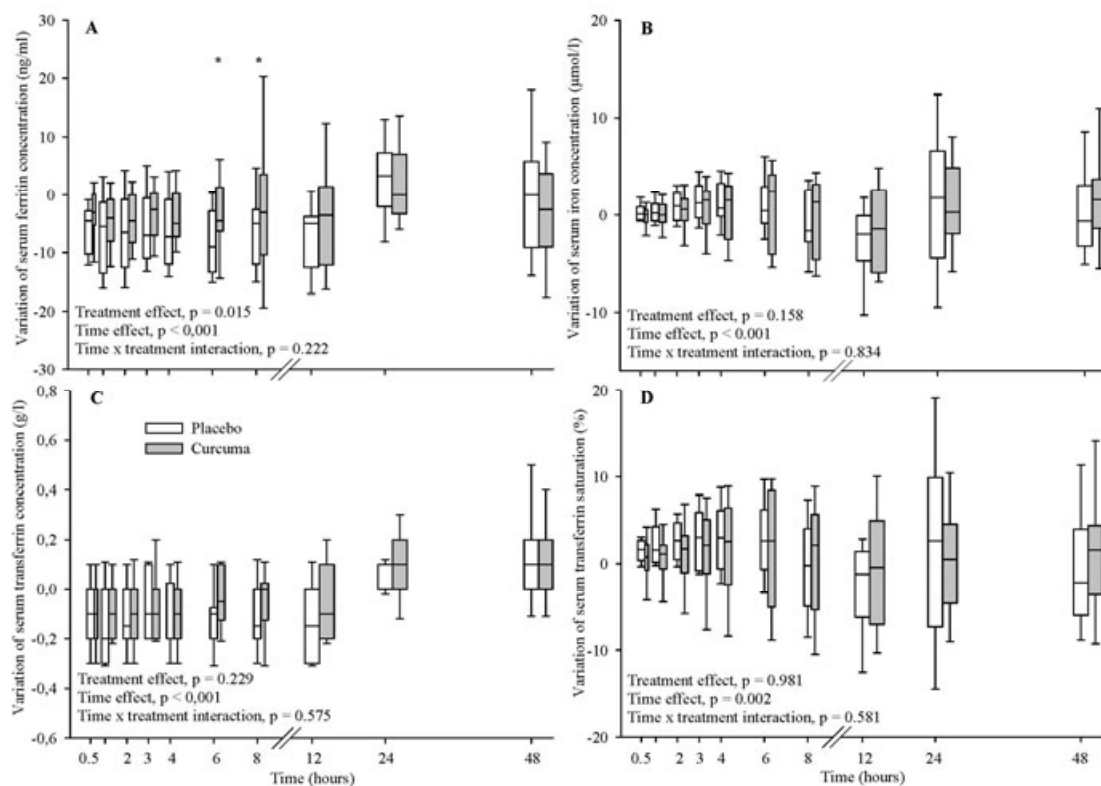 A
Variation of serum ferritin concentration (ng/ml)
30
20
10
0
-10
-20
-30
* *
Treatment effect, p = 0.015
Time effect, p < 0,001
Time x treatment interaction, p = 0.222
B
Variation of serum iron concentration (µmol/l)
20
10
0
-10
Treatment effect, p = 0.158
Time effect, p < 0.001
Time x treatment interaction, p = 0.834
C
Variation of serum transferrin concentration (g/l)
0,8
0,6
0,4
0,2
0,0
-0,2
-0,4
-0,6
Placebo
Curcuma
Treatment effect, p = 0.229
Time effect, p < 0,001
Time x treatment interaction, p = 0.575
0.5 2 3 4 6 8 12 24 48
Time (hours)
D
Variation of serum transferrin saturation (%)
20
10
0
-10
-20
Treatment effect, p = 0.981
Time effect, p = 0.002
Time x treatment interaction, p = 0.581
0.5 2 3 4 6 8 12 24 48
Time (hours)